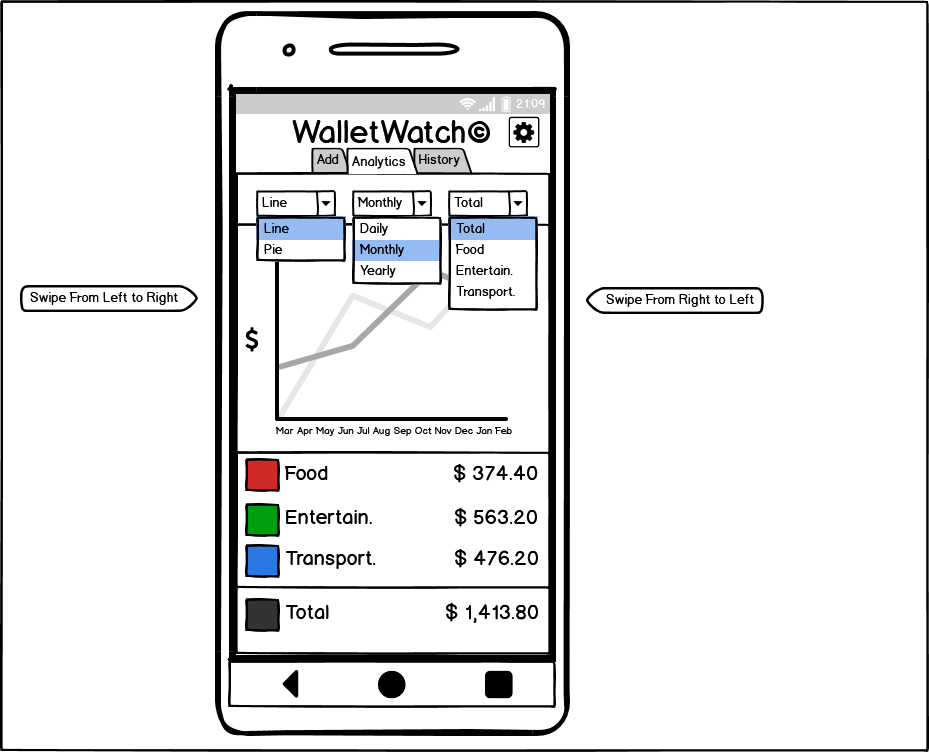 21:09
WalletWatch©
Add Analytics History
Line Monthly Total
Line Daily Total
Pie Monthly Food
Yearly Entertain.
Transport.
Swipe From Left to Right
Swipe From Right to Left
$
Mar Apr May Jun Jul Aug Sep Oct Nov Dec Jan Feb
Food $ 374.40
Entertain. $ 563.20
Transport. $ 476.20
Total $ 1,413.80